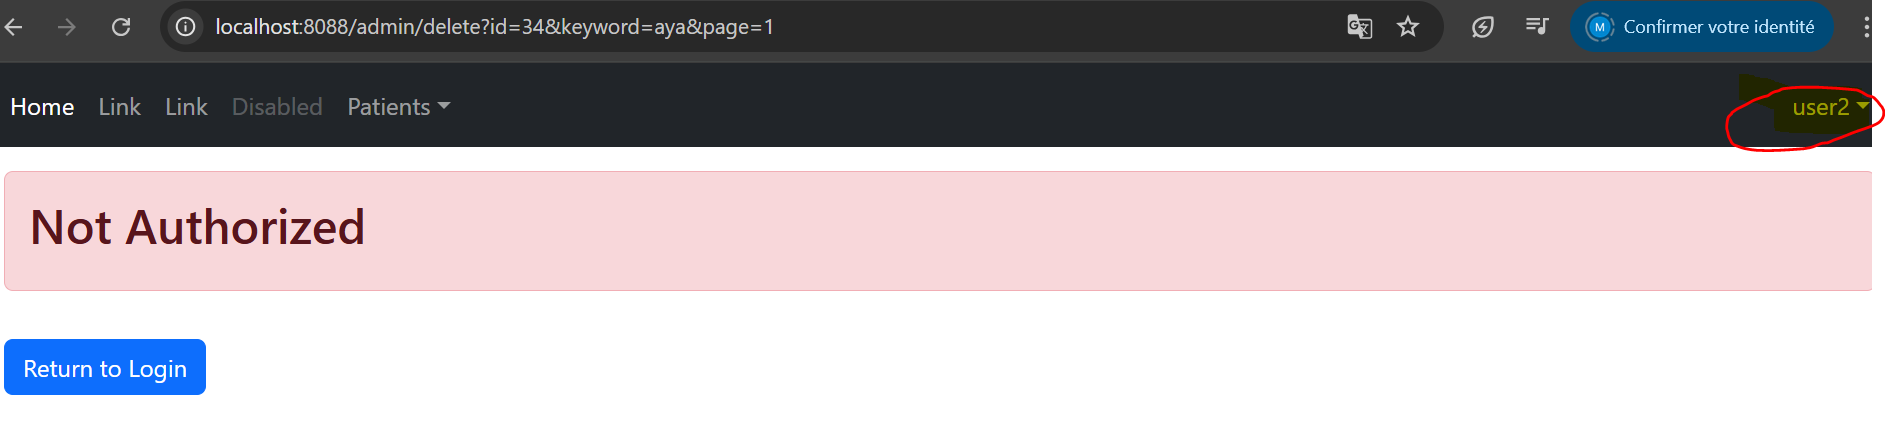 localhost:8088/admin/delete?id=34&keyword=aya&page=1 M Confirmer votre identité
Home Link Link Disabled Patients user2
Not Authorized
Return to Login